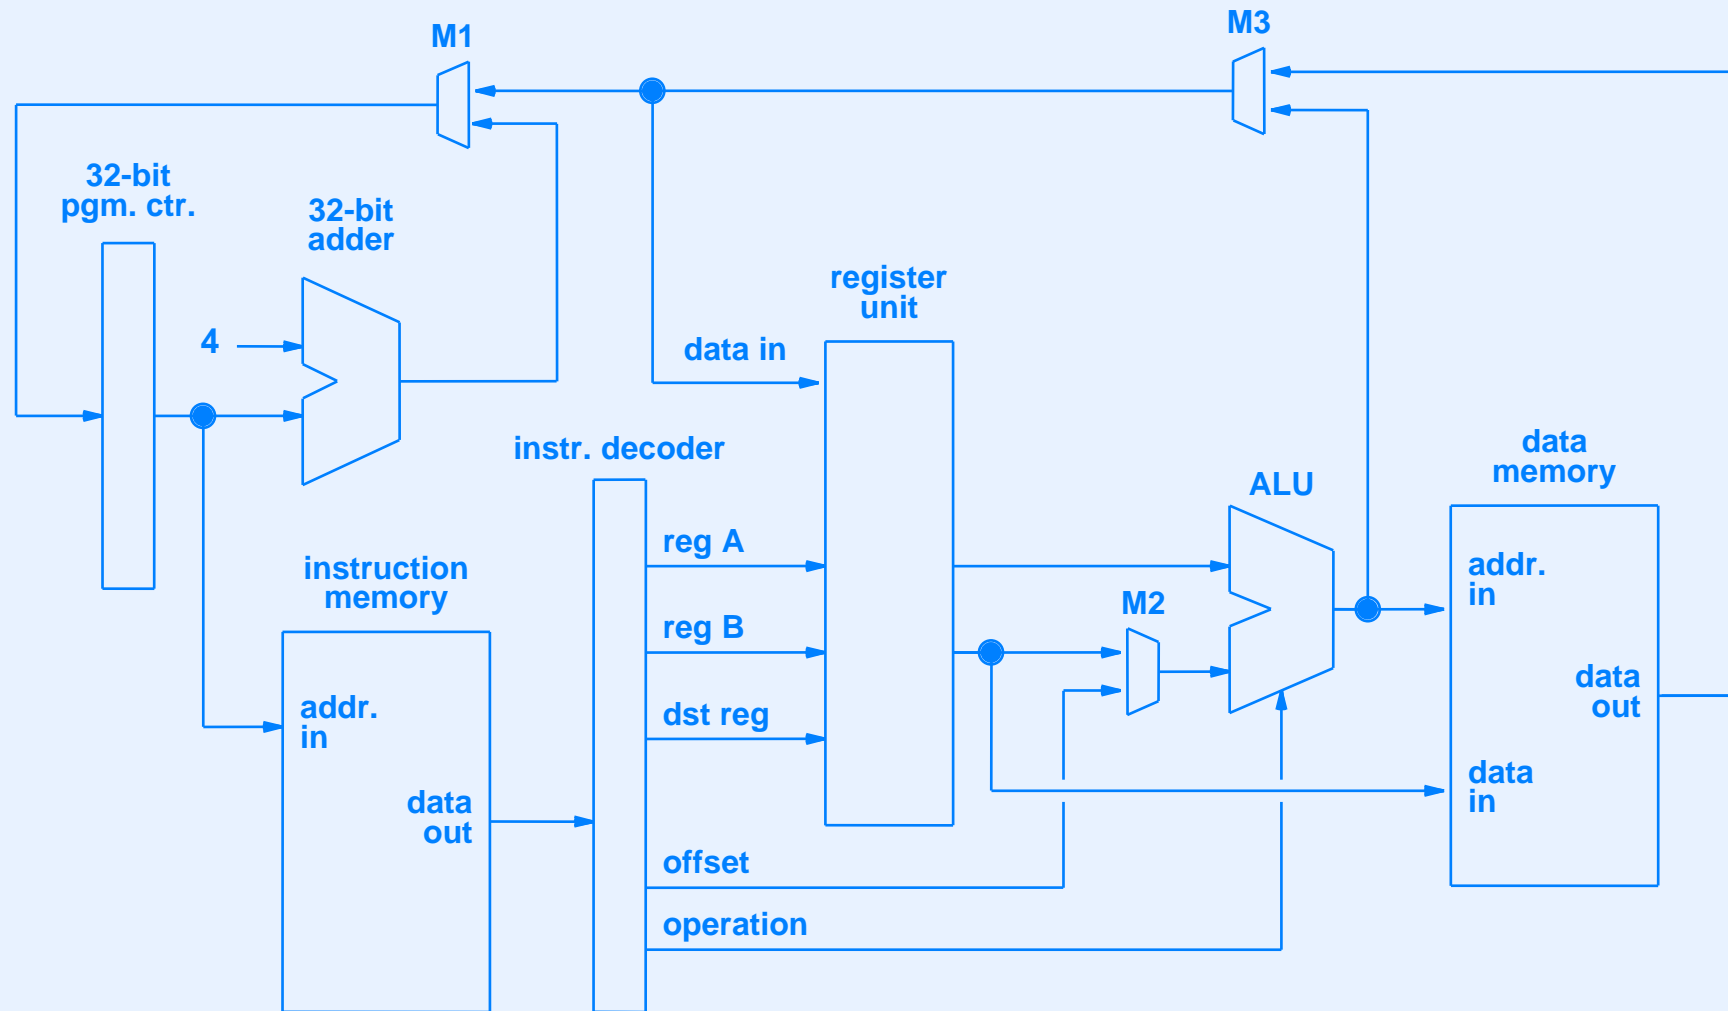 M1
M3
32-bit
pgm. ctr.
32-bit
adder
4
register
unit
data in
instr. decoder
data
memory
ALU
reg A
instruction
memory
addr.
in
M2
reg B
addr.
in
dst reg
data
out
data
in
data
out
offset
operation